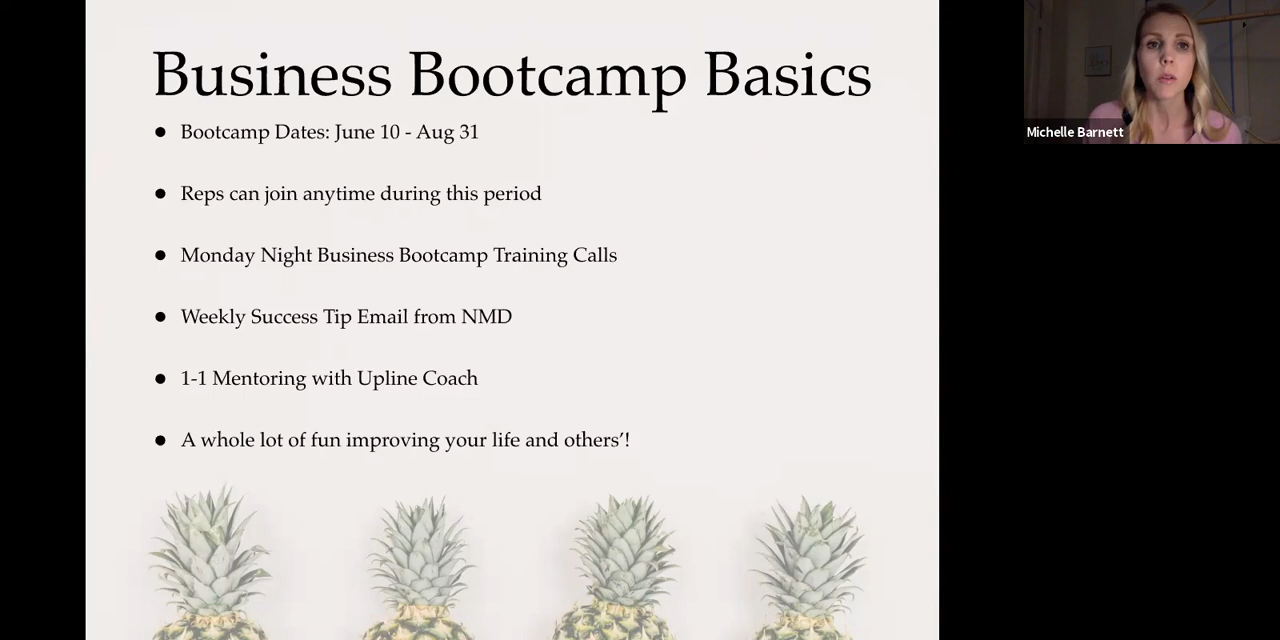 Business Bootcamp Basics
● Bootcamp Dates: June 10 - Aug 31
● Reps can join anytime during this period
● Monday Night Business Bootcamp Training Calls
● Weekly Success Tip Email from NMD
● 1-1 Mentoring with Upline Coach
● A whole lot of fun improving your life and others’!
Michelle Barnett